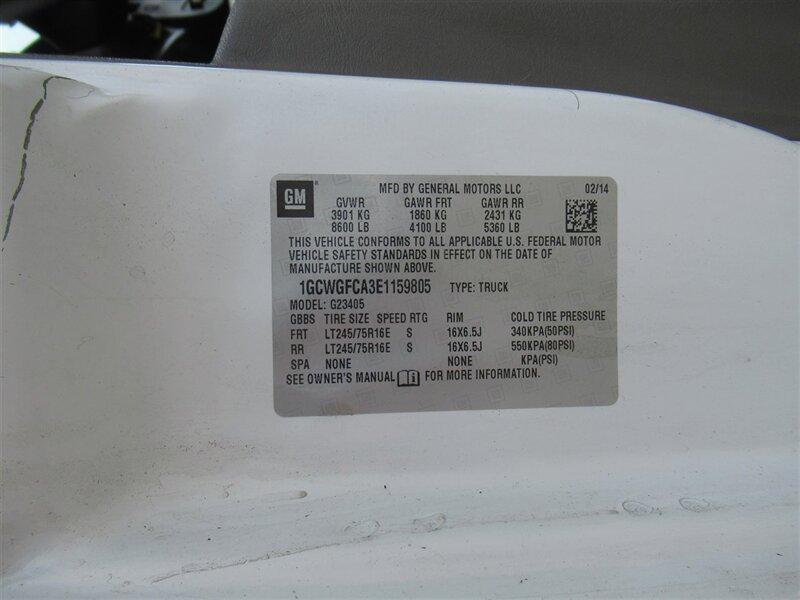 GM MFD BY GENERAL MOTORS LLC 02/14
GVWR GAWR FRT GAWR RR
3901 KG 1860 KG 2431 KG
8600 LB 4100 LB 5360 LB
THIS VEHICLE CONFORMS TO ALL APPLICABLE U.S. FEDERAL MOTOR
VEHICLE SAFETY STANDARDS IN EFFECT ON THE DATE OF
MANUFACTURE SHOWN ABOVE.
1GCWGFCA3E1159805 TYPE: TRUCK
MODEL: G23405
GBBS TIRE SIZE SPEED RTG RIM COLD TIRE PRESSURE
FRT LT245/75R16E S 16X6.5J 340KPA(50PSI)
RR LT245/75R16E S 16X6.5J 550KPA(80PSI)
SPA NONE NONE KPA(PSI)
SEE OWNER'S MANUAL FOR MORE INFORMATION.